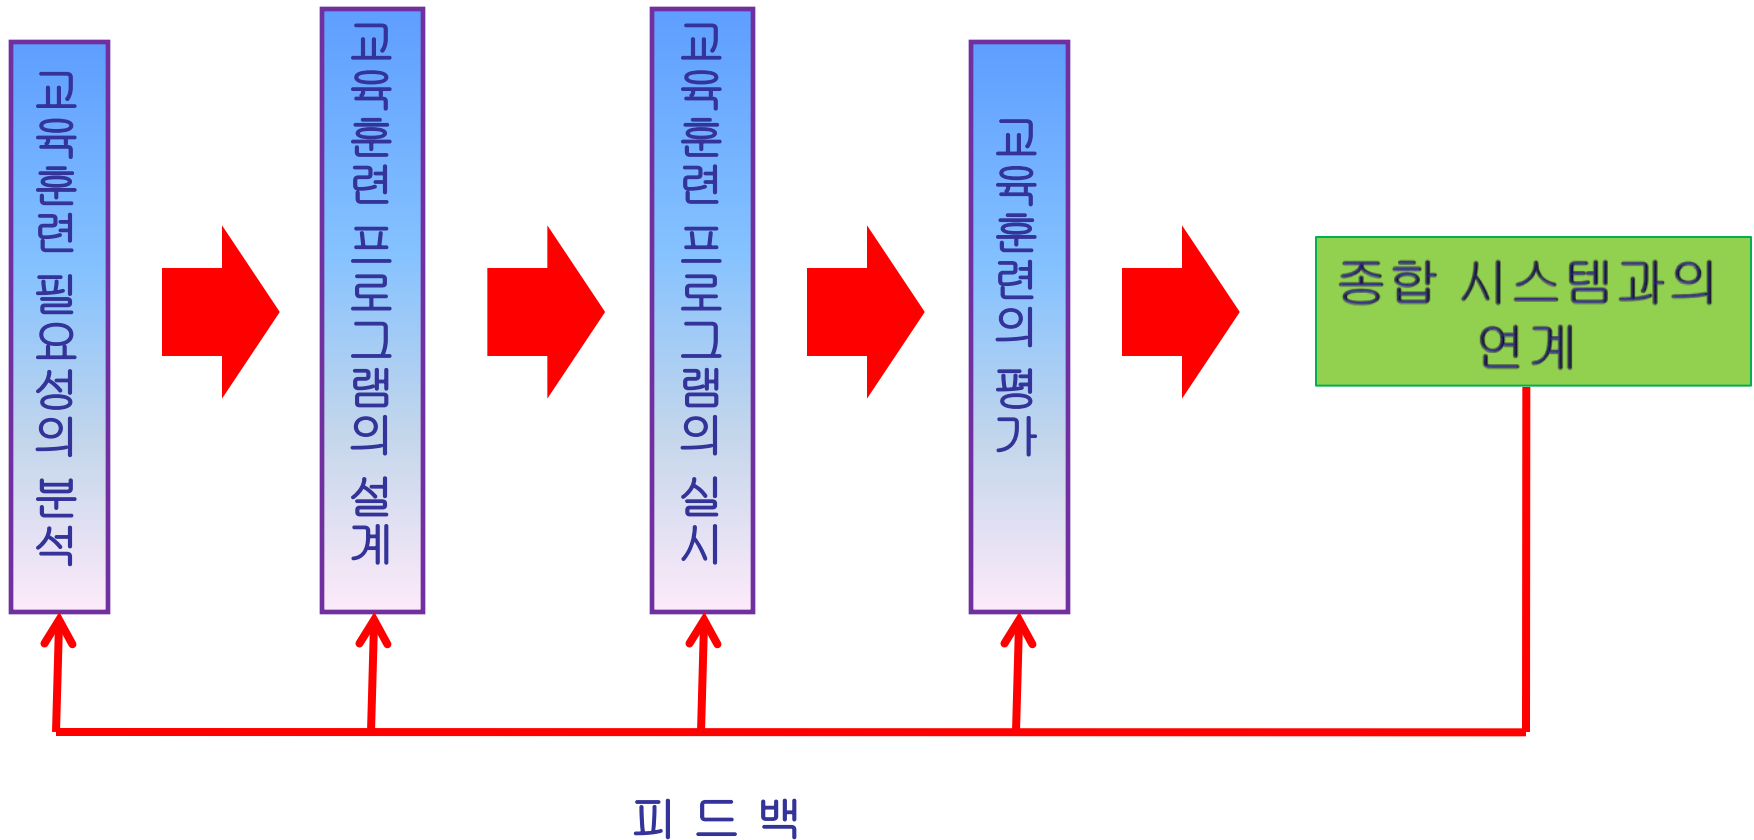 교육훈련 필요성의 분석
교육훈련 프로그램의 설계
교육훈련 프로그램의 실시
교육훈련의 평가
종합 시스템과의
연계
피 드 백